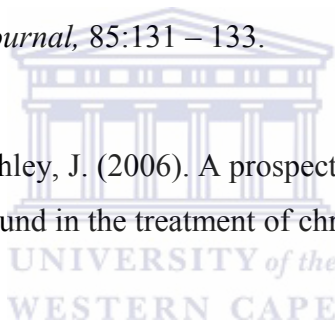 ournal, 85:131 – 133.
hley, J. (2006). A prospect
und in the treatment of chr
UNIVERSITY of the
WESTERN CAPE